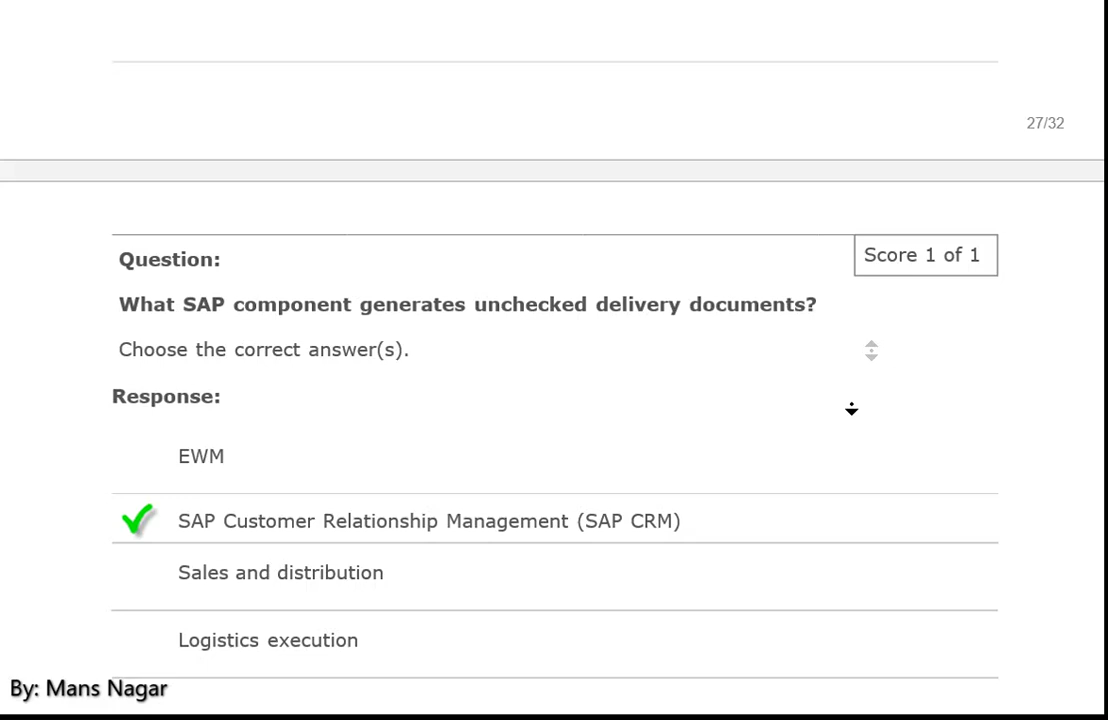 27/32
Question:
Score 1 of 1
What SAP component generates unchecked delivery documents?
Choose the correct answer(s).
Response:
EWM
SAP Customer Relationship Management (SAP CRM)
Sales and distribution
Logistics execution
By: Mans Nagar